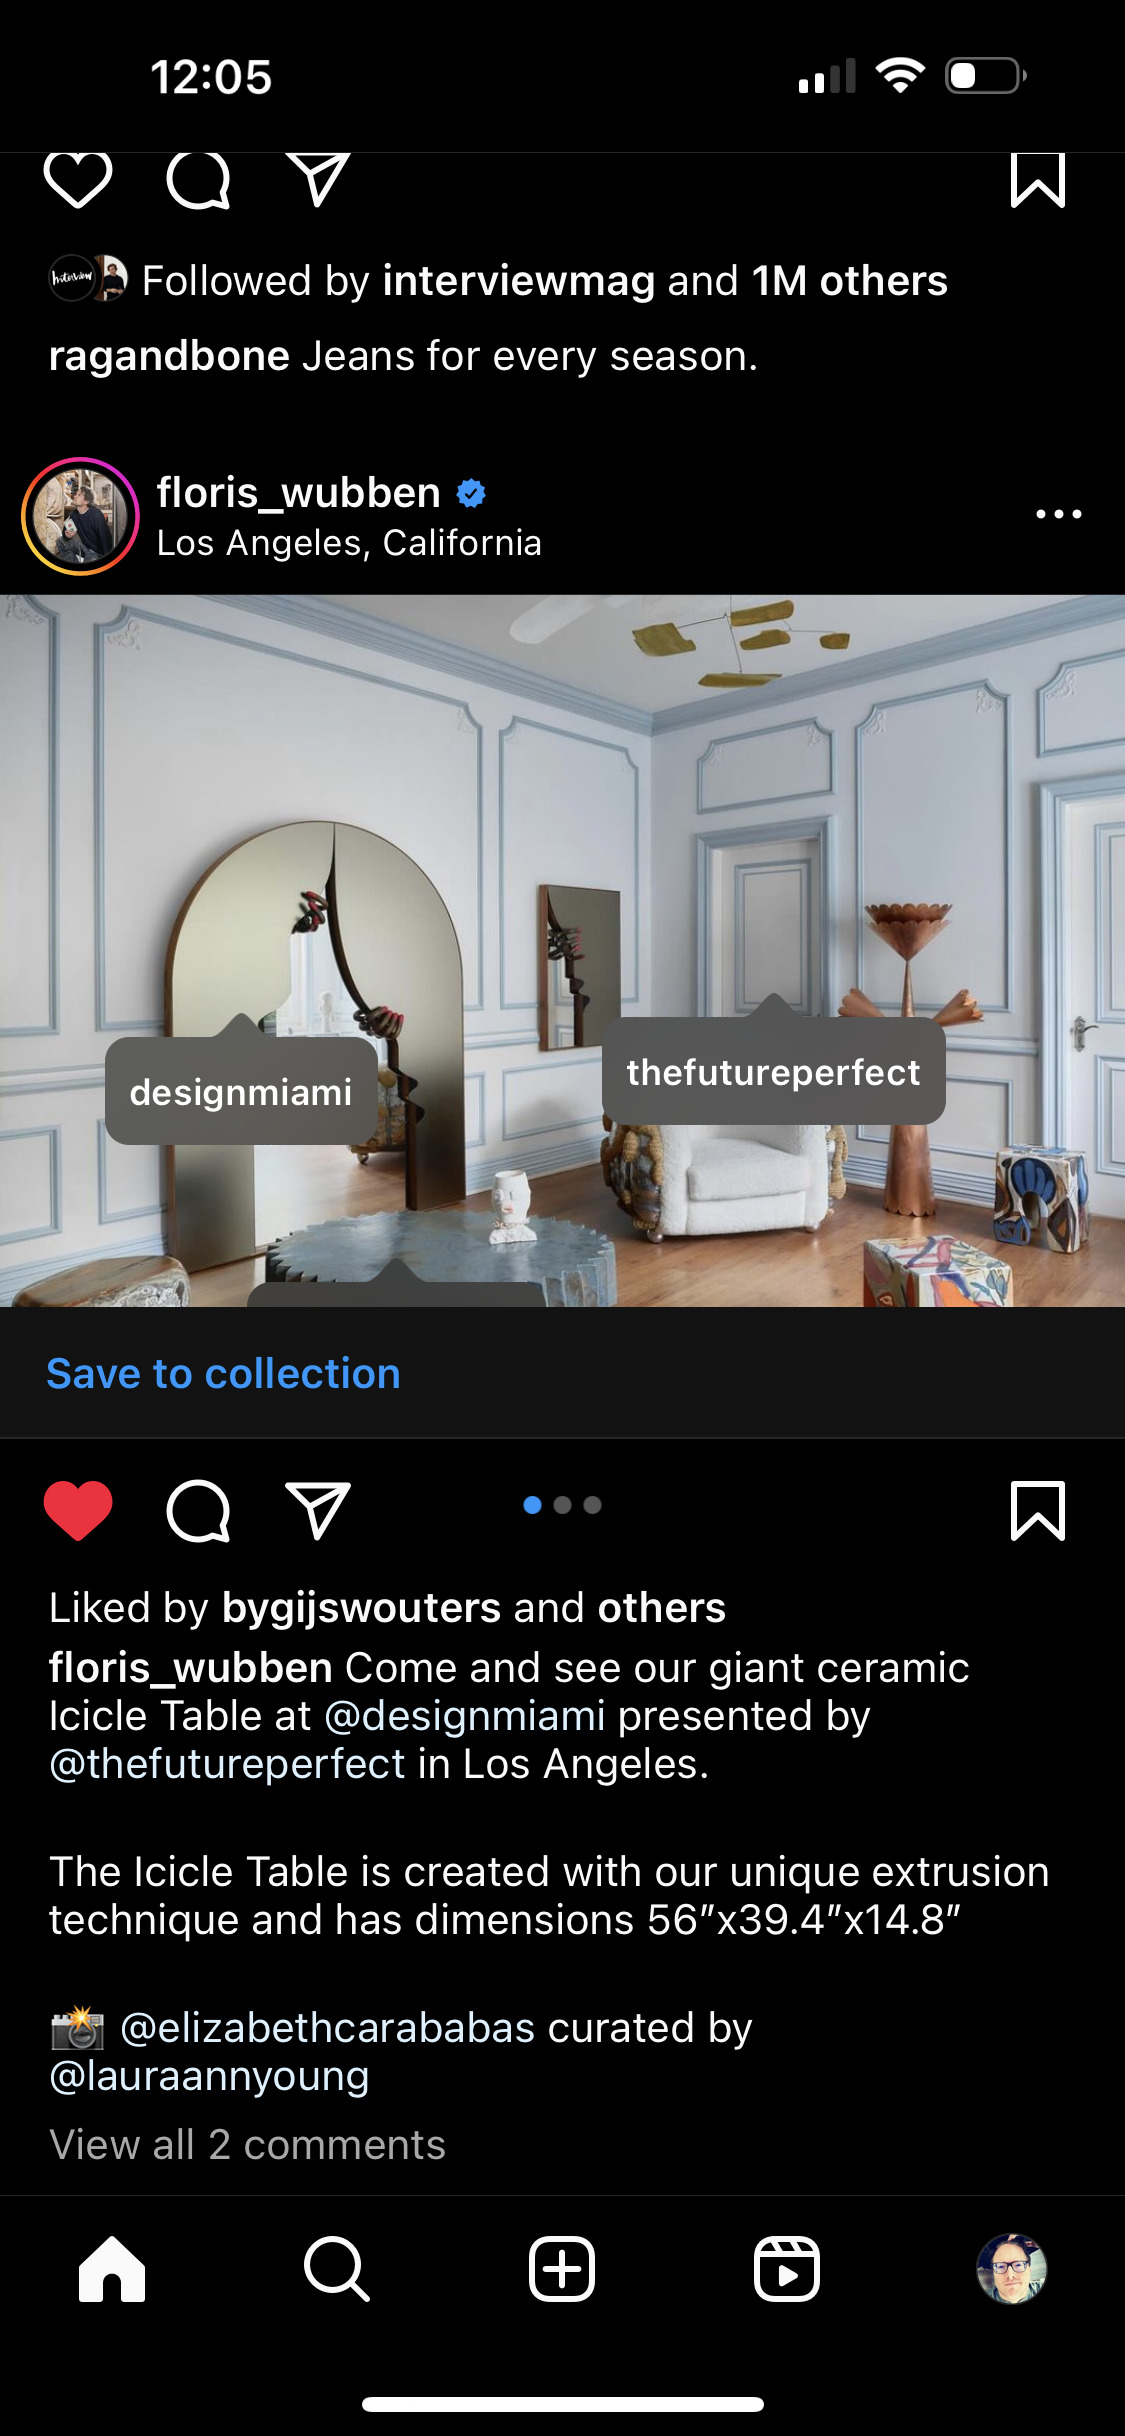 12:05
Interview
Followed by interviewmag and 1M others
ragandbone Jeans for every season.
floris_wubben
Los Angeles, California
designmiami
thefutureperfect
Save to collection
Liked by bygijswouters and others
floris_wubben Come and see our giant ceramic
Icicle Table at @designmiami presented by
@thefutureperfect in Los Angeles.
The Icicle Table is created with our unique extrusion
technique and has dimensions 56”x39.4”x14.8”
📸 @elizabethcarababas curated by
@lauraannyoung
View all 2 comments